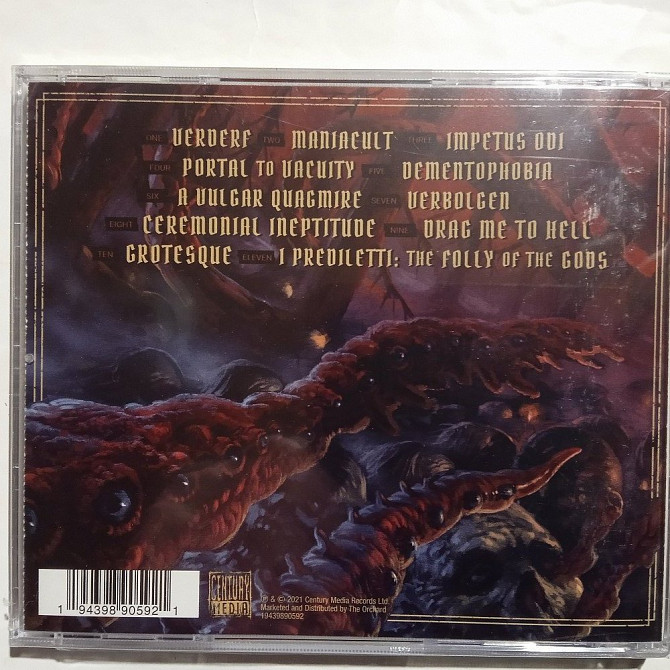 ONE VERDERF TWO MANIACULT THREE IMPETUS ODI
FOUR PORTAL TO VACUITY FIVE DEMENTOPHOBIA
SIX A VULGAR QUAGMIRE SEVEN VERBOLGEN
EIGHT CEREMONIAL INEPTITUDE NINE DRAG ME TO HELL
TEN GROTESQUE ELEVEN I PREDILETTI: THE FOLLY OF THE GODS
1 94398 90592 1
CENTURY
MEDIA
℗ & © 2021 Century Media Records Ltd.
Marketed and Distributed by The Orchard
19439890592